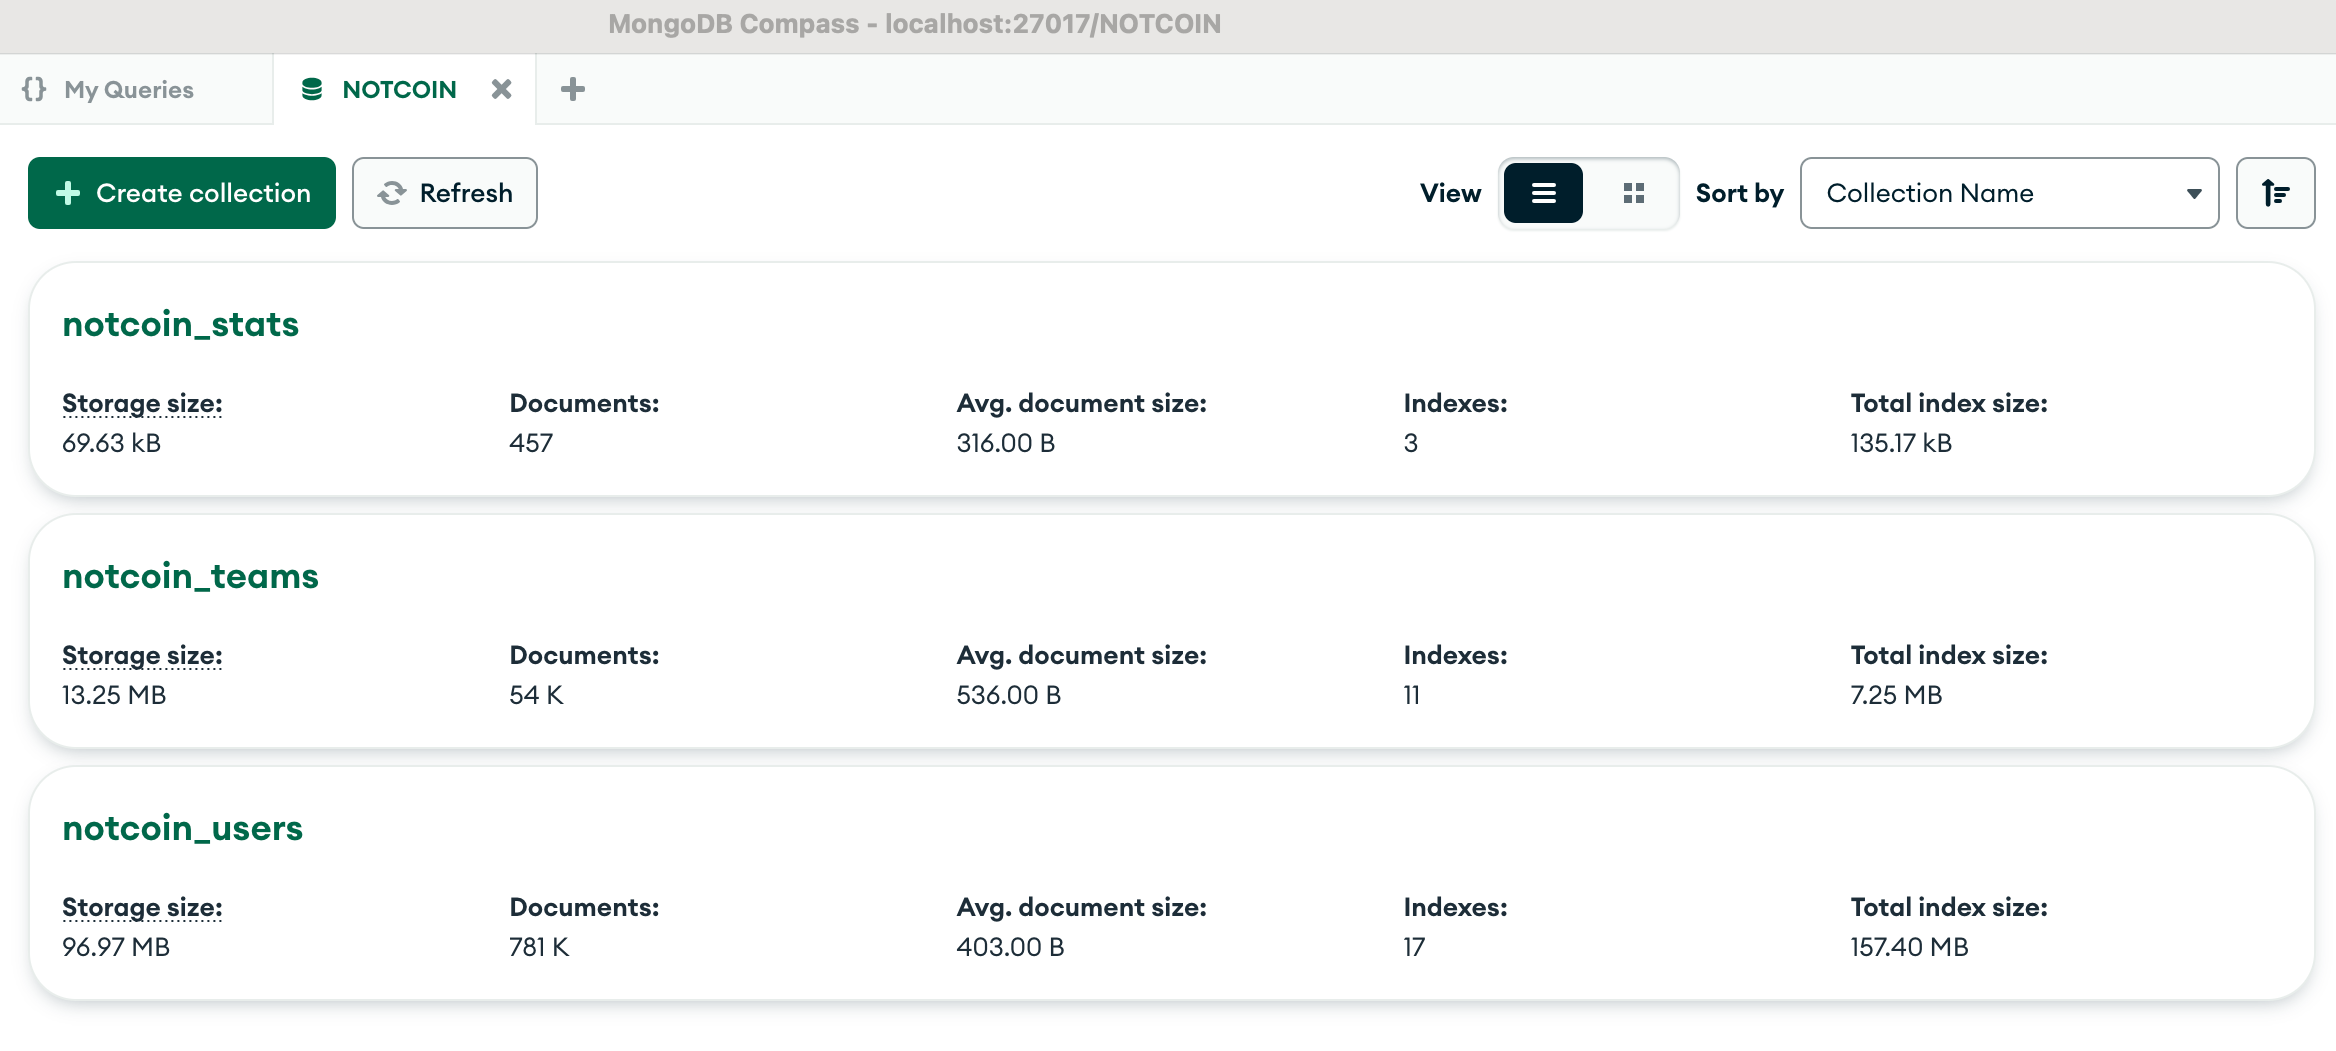 MongoDB Compass - localhost:27017/NOTCOIN
{} My Queries
NOTCOIN
Create collection
Refresh
View
Sort by
Collection Name
notcoin_stats
Storage size: Documents: Avg. document size: Indexes: Total index size:
69.63 kB 457 316.00 B 3 135.17 kB
notcoin_teams
Storage size: Documents: Avg. document size: Indexes: Total index size:
13.25 MB 54 K 536.00 B 11 7.25 MB
notcoin_users
Storage size: Documents: Avg. document size: Indexes: Total index size:
96.97 MB 781 K 403.00 B 17 157.40 MB